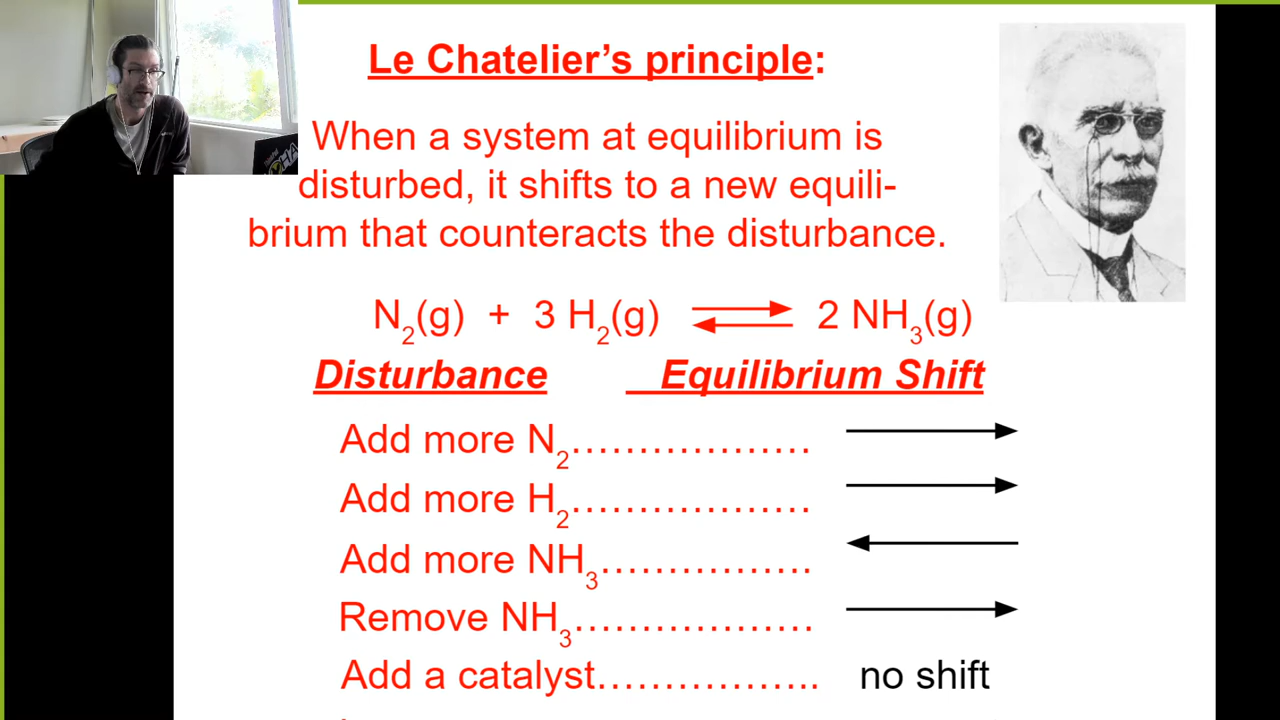 Le Chatelier’s principle:
When a system at equilibrium is
disturbed, it shifts to a new equili-
brium that counteracts the disturbance.
N₂(g) + 3 H₂(g) ⇌ 2 NH₃(g)
Disturbance Equilibrium Shift
Add more N₂.................. →
Add more H₂.................. →
Add more NH₃................ ←
Remove NH₃.................. →
Add a catalyst................. no shift